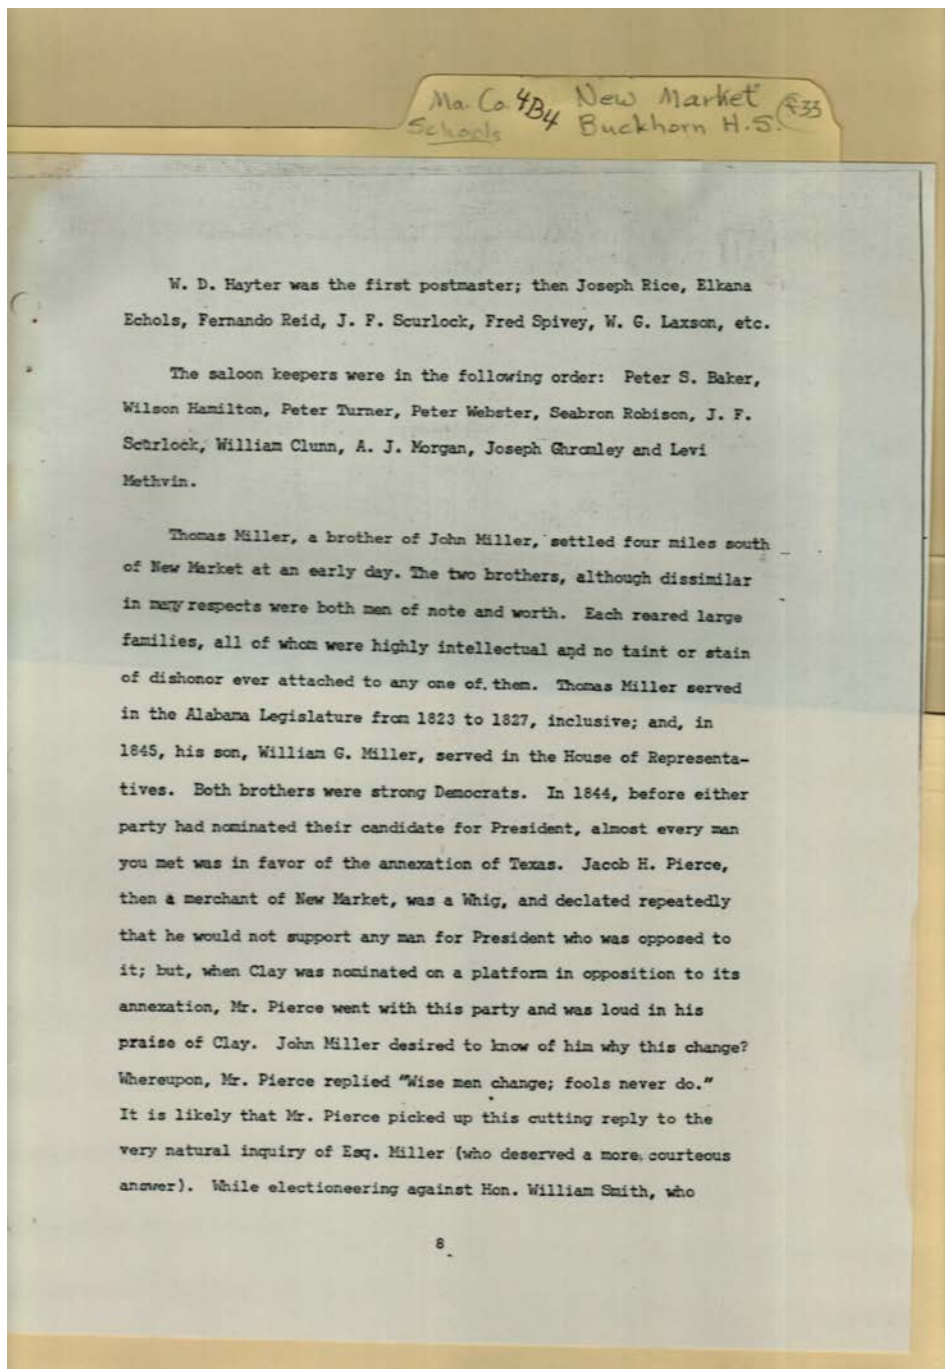 Ma. Co. 4B4 New Market f33
Schools Buckhorn H.S.
W. D. Hayter was the first postmaster; then Joseph Rice, Elkana
Echols, Fernando Reid, J. F. Scurlock, Fred Spivey, W. G. Laxson, etc.
The saloon keepers were in the following order: Peter S. Baker,
Wilson Hamilton, Peter Turner, Peter Webster, Seabron Robison, J. F.
Scurlock, William Clunn, A. J. Morgan, Joseph Ghromley and Levi
Methvin.
Thomas Miller, a brother of John Miller, settled four miles south
of New Market at an early day. The two brothers, although dissimilar
in many respects were both men of note and worth. Each reared large
families, all of whom were highly intellectual and no taint or stain
of dishonor ever attached to any one of them. Thomas Miller served
in the Alabama Legislature from 1823 to 1827, inclusive; and, in
1845, his son, William G. Miller, served in the House of Representa-
tives. Both brothers were strong Democrats. In 1844, before either
party had nominated their candidate for President, almost every man
you met was in favor of the annexation of Texas. Jacob H. Pierce,
then a merchant of New Market, was a Whig, and declated repeatedly
that he would not support any man for President who was opposed to
it; but, when Clay was nominated on a platform in opposition to its
annexation, Mr. Pierce went with this party and was loud in his
praise of Clay. John Miller desired to know of him why this change?
Whereupon, Mr. Pierce replied "Wise men change; fools never do."
It is likely that Mr. Pierce picked up this cutting reply to the
very natural inquiry of Esq. Miller (who deserved a more courteous
answer). While electioneering against Hon. William Smith, who
8